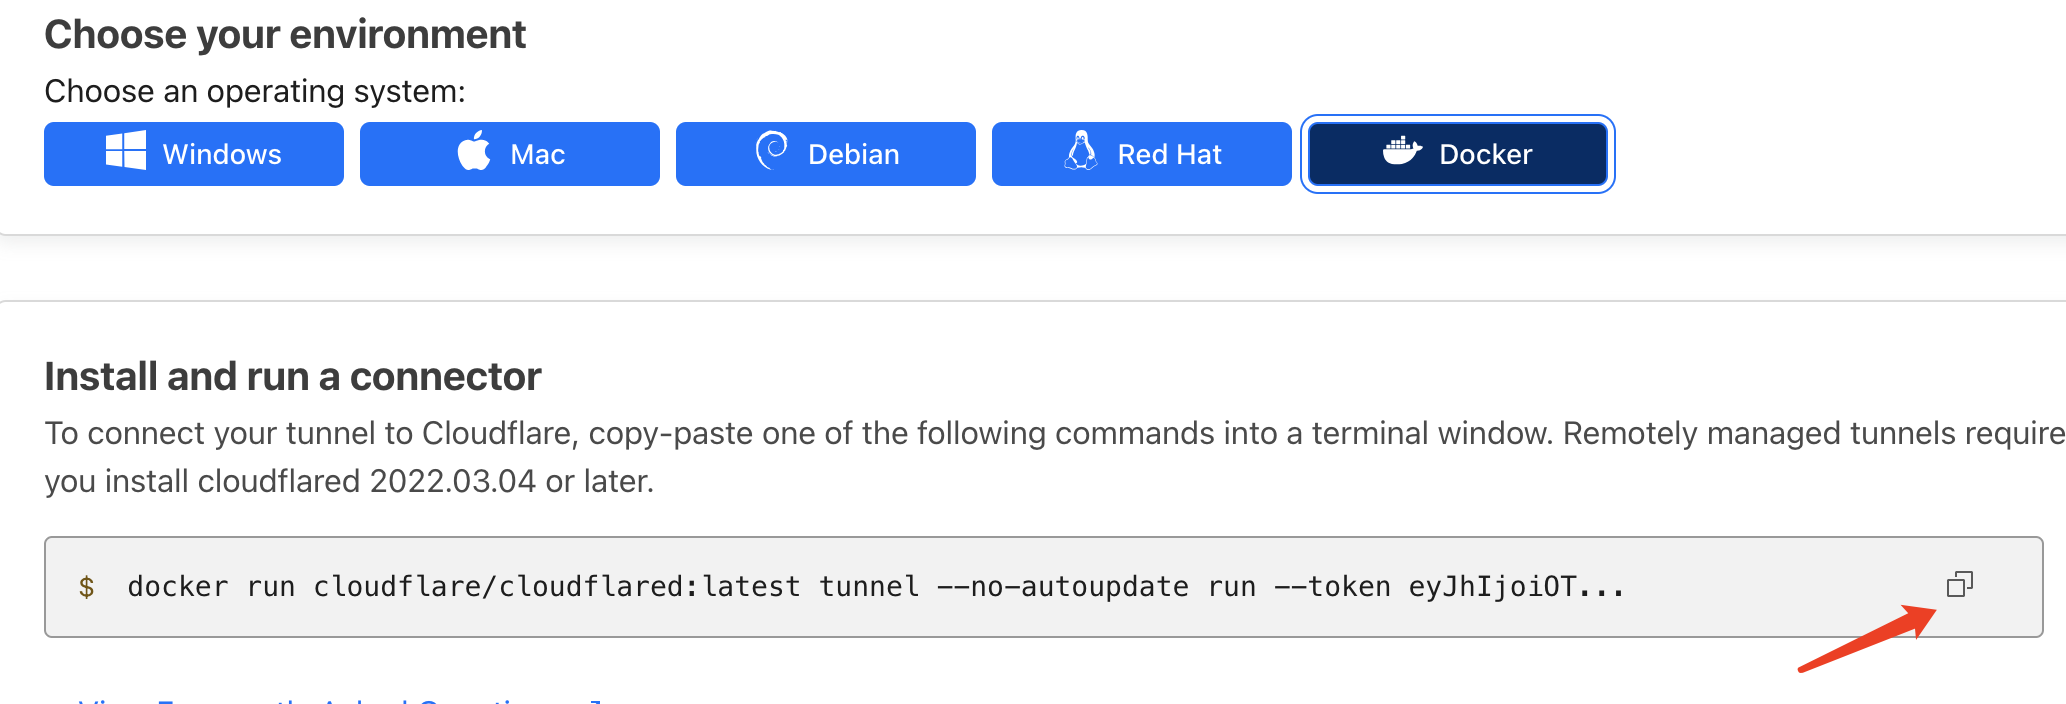 Choose your environment
Choose an operating system:
Windows Mac Debian Red Hat Docker
Install and run a connector
To connect your tunnel to Cloudflare, copy-paste one of the following commands into a terminal window. Remotely managed tunnels require
you install cloudflared 2022.03.04 or later.
$ docker run cloudflare/cloudflared:latest tunnel --no-autoupdate run --token eyJhIjoiOT...